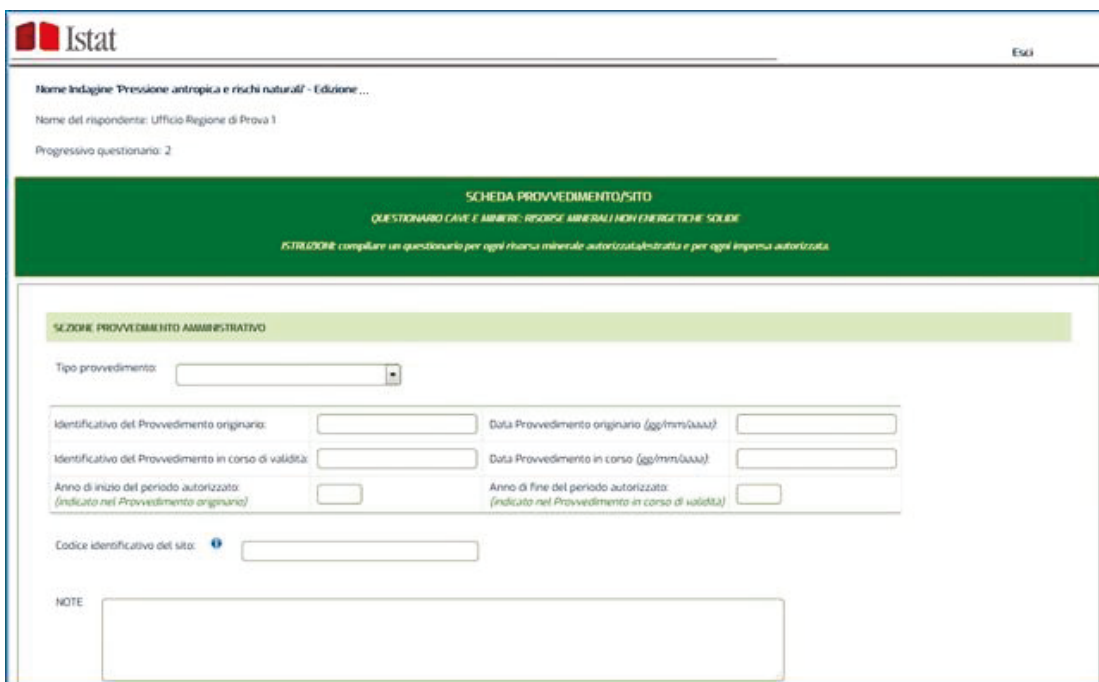 Istat
Esci
Nome Indagine 'Pressione antropica e rischi naturali' - Edizione ...
Nome del rispondente: Ufficio Regione di Prova 1
Progressivo questionario: 2
SCHEDA PROVVEDIMENTO/SITO
QUESTIONARIO CAVE E MINIERE: RISORSE MINERALI NON ENERGETICHE SOLIDE
ISTRUZIONI: compilare un questionario per ogni risorsa minerale autorizzata/estratta e per ogni impresa autorizzata.
SEZIONE PROVVEDIMENTO AMMINISTRATIVO
Tipo provvedimento:
Identificativo del Provvedimento originario: Data Provvedimento originario (gg/mm/aaaa):
Identificativo del Provvedimento in corso di validità: Data Provvedimento in corso (gg/mm/aaaa):
Anno di inizio del periodo autorizzato: Anno di fine del periodo autorizzato:
(indicato nel Provvedimento originario) (indicato nel Provvedimento in corso di validità)
Codice identificativo del sito:
NOTE